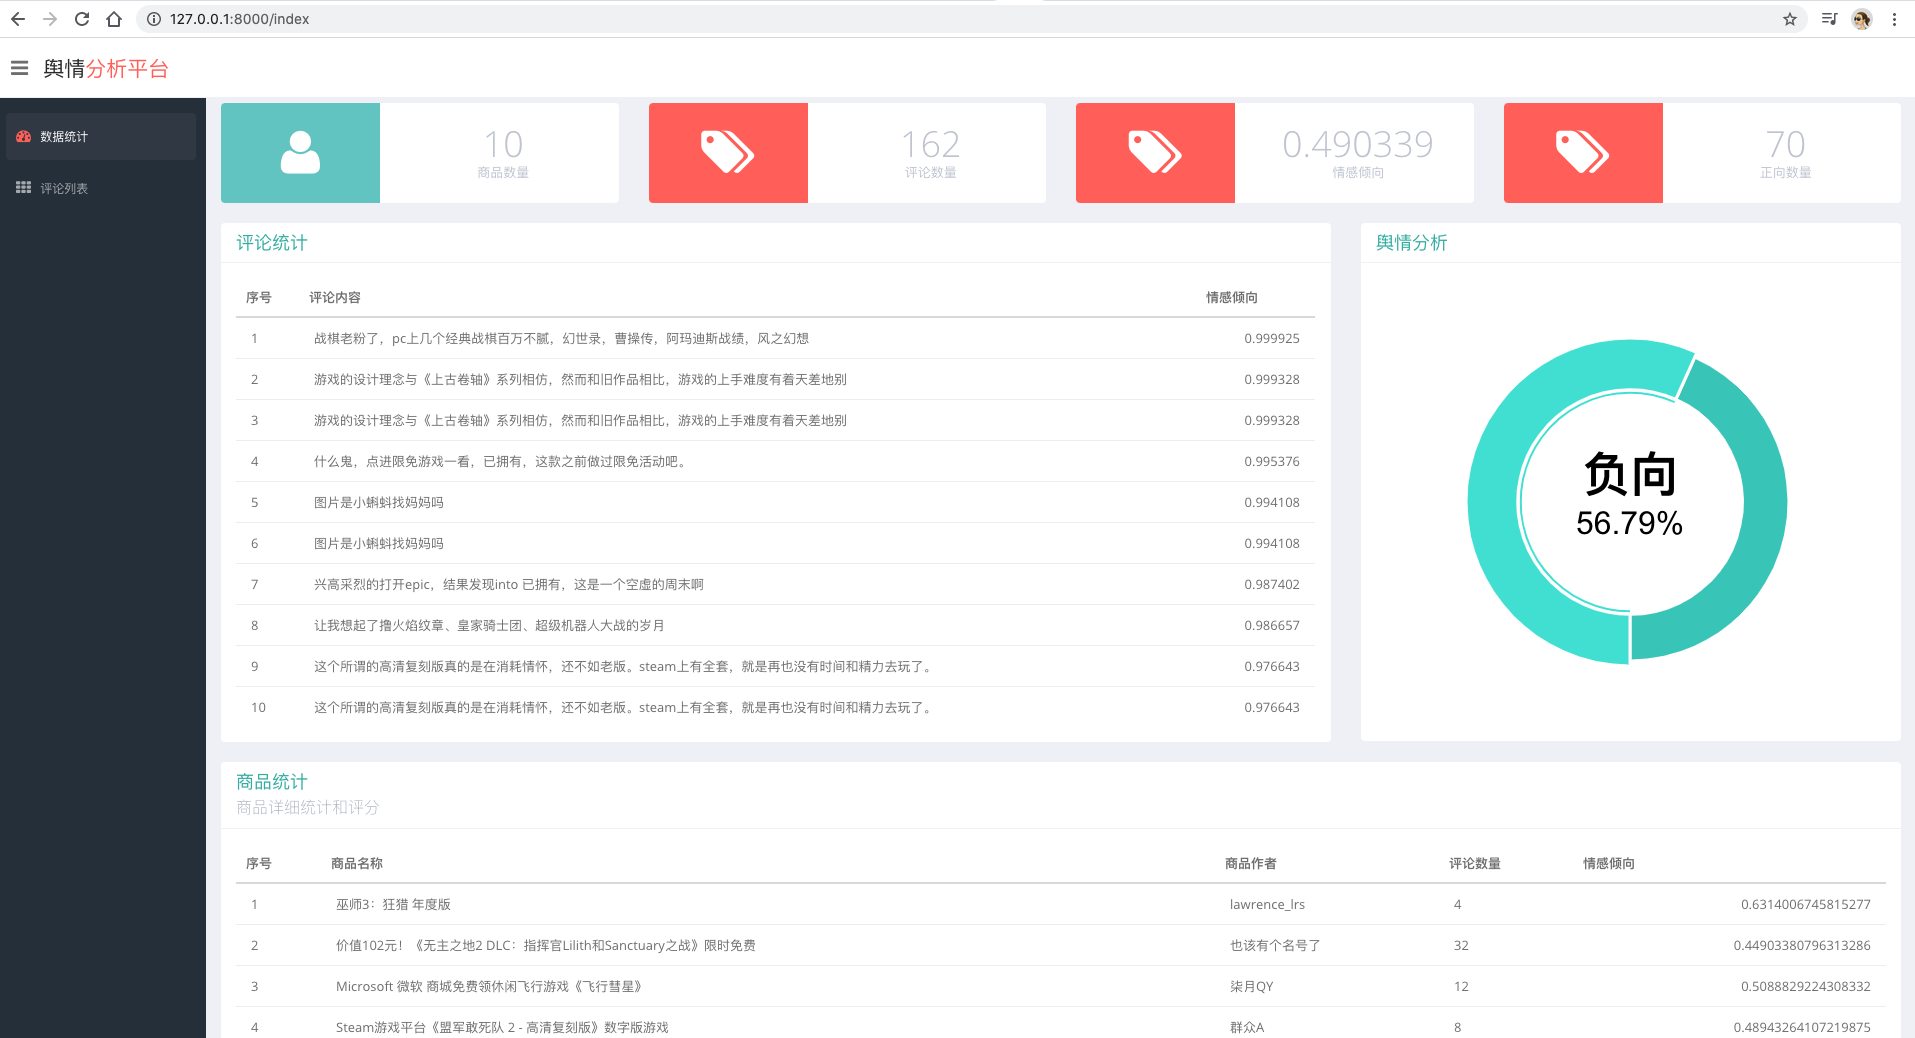 127.0.0.1:8000/index
舆情分析平台
数据统计
评论列表
10
商品数量
162
评论数量
0.490339
情感倾向
70
正向数量
评论统计
序号 评论内容 情感倾向
1 战棋老粉了，pc上几个经典战棋百万不腻，幻世录，曹操传，阿玛迪斯战绩，风之幻想 0.999925
2 游戏的设计理念与《上古卷轴》系列相仿，然而和旧作品相比，游戏的上手难度有着天差地别 0.999328
3 游戏的设计理念与《上古卷轴》系列相仿，然而和旧作品相比，游戏的上手难度有着天差地别 0.999328
4 什么鬼，点进限免游戏一看，已拥有，这款之前做过限免活动吧。 0.995376
5 图片是小蝌蚪找妈妈吗 0.994108
6 图片是小蝌蚪找妈妈吗 0.994108
7 兴高采烈的打开epic，结果发现into 已拥有，这是一个空虚的周末啊 0.987402
8 让我想起了撸火焰纹章、皇家骑士团、超级机器人大战的岁月 0.986657
9 这个所谓的高清复刻版真的是在消耗情怀，还不如老版。steam上有全套，就是再也没有时间和精力去玩了。 0.976643
10 这个所谓的高清复刻版真的是在消耗情怀，还不如老版。steam上有全套，就是再也没有时间和精力去玩了。 0.976643
舆情分析
负向
56.79%
商品统计
商品详细统计和评分
序号 商品名称 商品作者 评论数量 情感倾向
1 巫师3：狂猎 年度版 lawrence_lrs 4 0.6314006745815277
2 价值102元！《无主之地2 DLC：指挥官Lilith和Sanctuary之战》限时免费 也该有个名号了 32 0.44903380796313286
3 Microsoft 微软 商城免费领休闲飞行游戏《飞行彗星》 柒月QY 12 0.5088829224308332
4 Steam游戏平台《盟军敢死队 2 - 高清复刻版》数字版游戏 群众A 8 0.48943264107219875